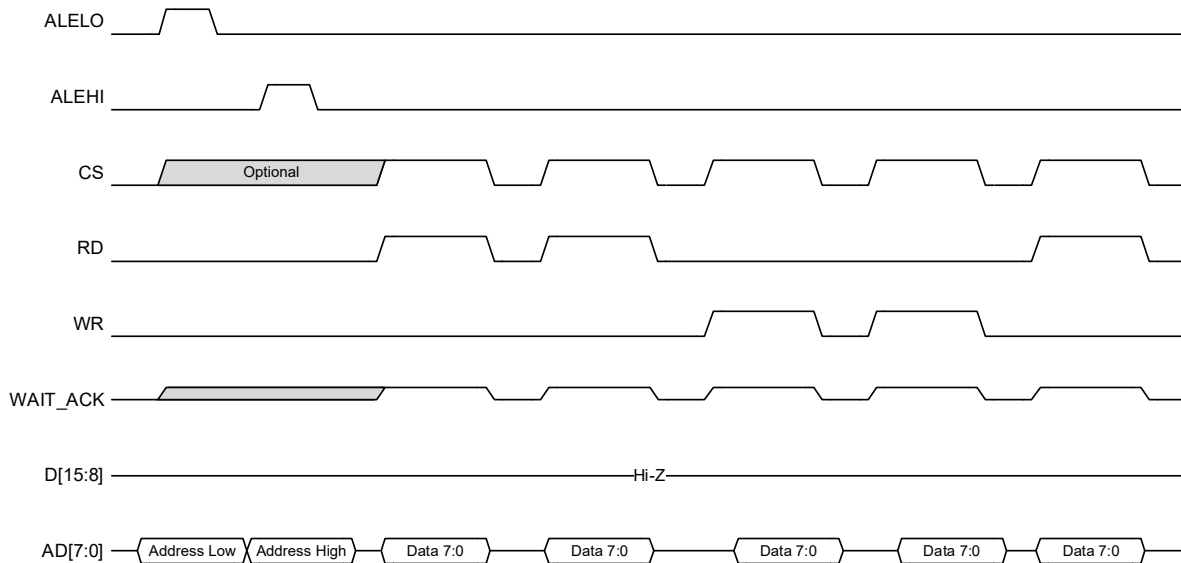 ALELO
ALEHI
CS
Optional
RD
WR
WAIT_ACK
D[15:8]
Hi-Z
AD[7:0]
Address Low
Address High
Data 7:0
Data 7:0
Data 7:0
Data 7:0
Data 7:0